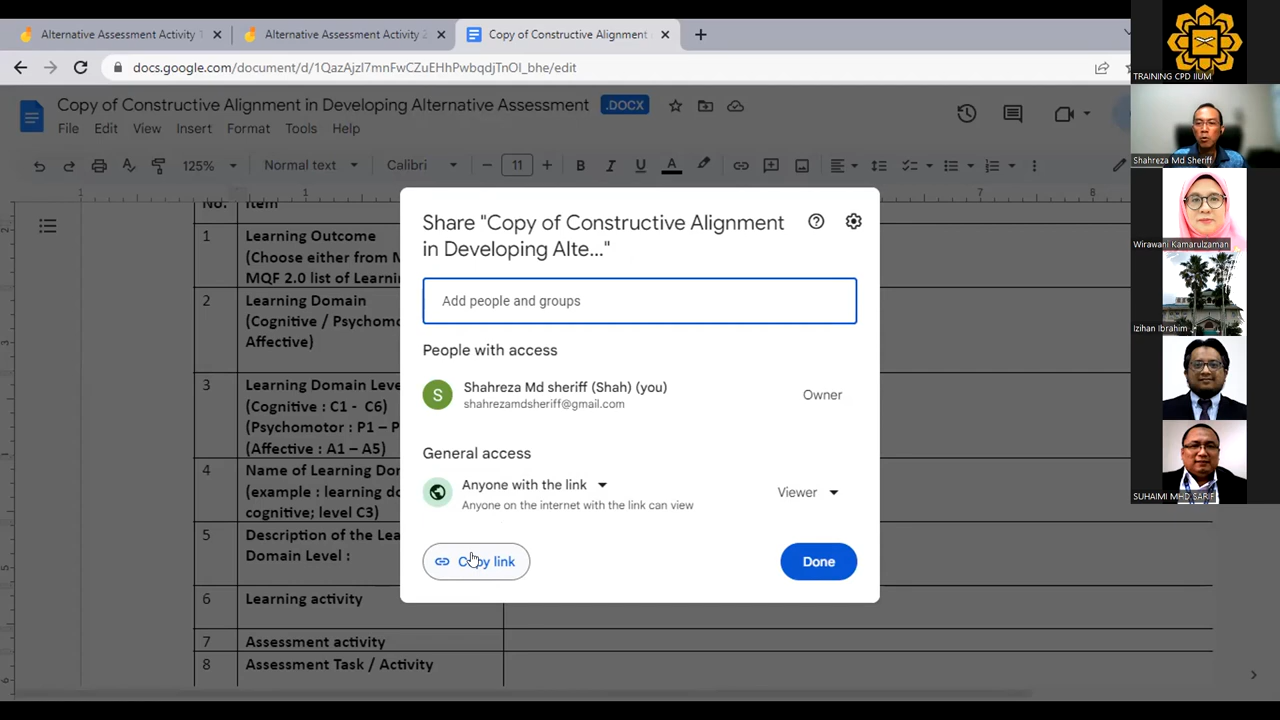 Alternative Assessment Activity 1
Alternative Assessment Activity 2
Copy of Constructive Alignment
docs.google.com/document/d/1QazAjzI7mnFwCZuEHhPwbqdjTnOl_bhe/edit
Copy of Constructive Alignment in Developing Alternative Assessment
.DOCX
File Edit View Insert Format Tools Help
125% Normal text Calibri 11
1 1 7 8
No. Item
1 Learning Outcome
(Choose either from M
MQF 2.0 list of Learnin
2 Learning Domain
(Cognitive / Psychomo
Affective)
3 Learning Domain Leve
(Cognitive : C1 - C6)
(Psychomotor : P1 – P
(Affective : A1 – A5)
4 Name of Learning Dor
(example : learning do
cognitive; level C3)
5 Description of the Lea
Domain Level :
6 Learning activity
7 Assessment activity
8 Assessment Task / Activity
Share "Copy of Constructive Alignment
in Developing Alte..."
Add people and groups
People with access
S
Shahreza Md sheriff (Shah) (you)
shahrezamdsheriff@gmail.com
Owner
General access
Anyone with the link
Anyone on the internet with the link can view
Viewer
Copy link
Done
TRAINING CPD IIUM
Shahreza Md Sheriff
Wirawani Kamarulzaman
Izihan Ibrahim
SUHAIMI MHD SARIF